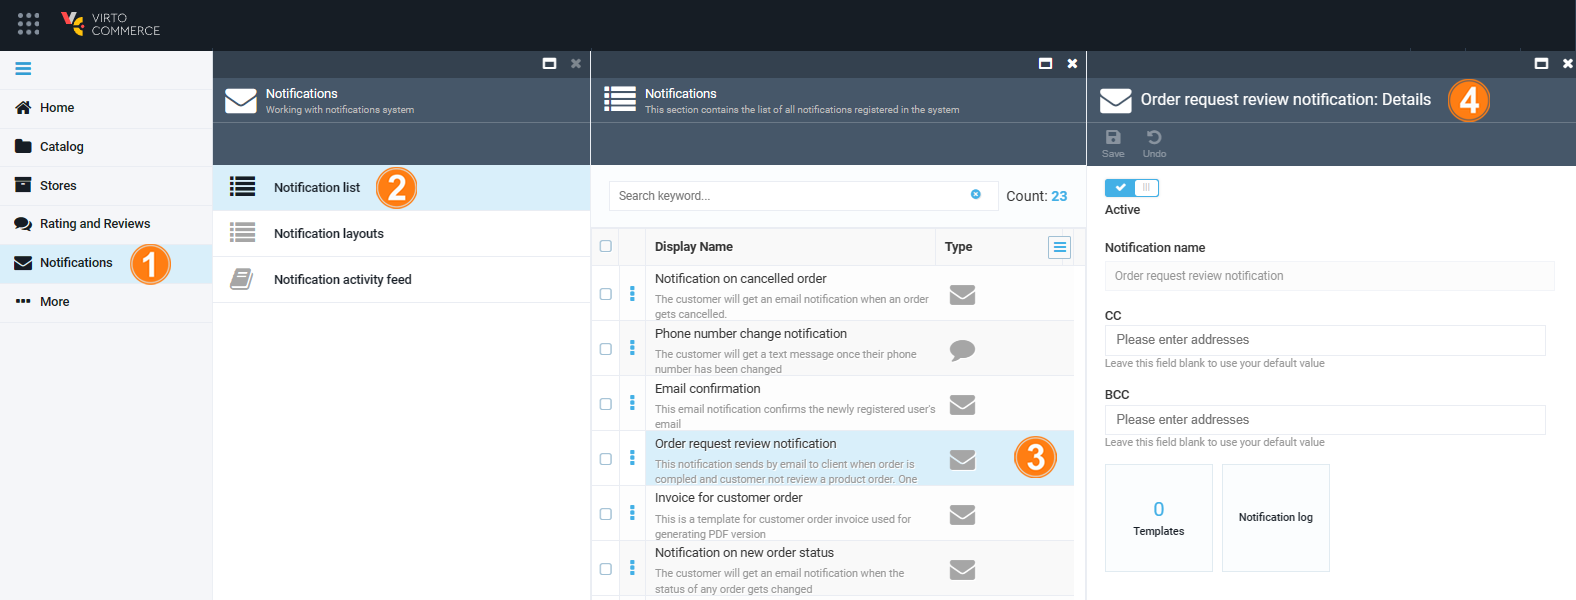 VIRTO
COMMERCE
Home
Catalog
Stores
Rating and Reviews
Notifications
1
More
Notifications
Working with notifications system
Notification list
2
Notification layouts
Notification activity feed
Notifications
This section contains the list of all notifications registered in the system
Search keyword...
Count: 23
Display Name
Type
Notification on cancelled order
The customer will get an email notification when an order
gets cancelled.
Phone number change notification
The customer will get a text message once their phone
number has been changed
Email confirmation
This email notification confirms the newly registered user's
email
Order request review notification
This notification sends by email to client when order is
compled and customer not review a product order. One
3
Invoice for customer order
This is a template for customer order invoice used for
generating PDF version
Notification on new order status
The customer will get an email notification when the
status of any order gets changed
Order request review notification: Details
4
Save
Undo
Active
Notification name
Order request review notification
CC
Please enter addresses
Leave this field blank to use your default value
BCC
Please enter addresses
Leave this field blank to use your default value
0
Templates
Notification log